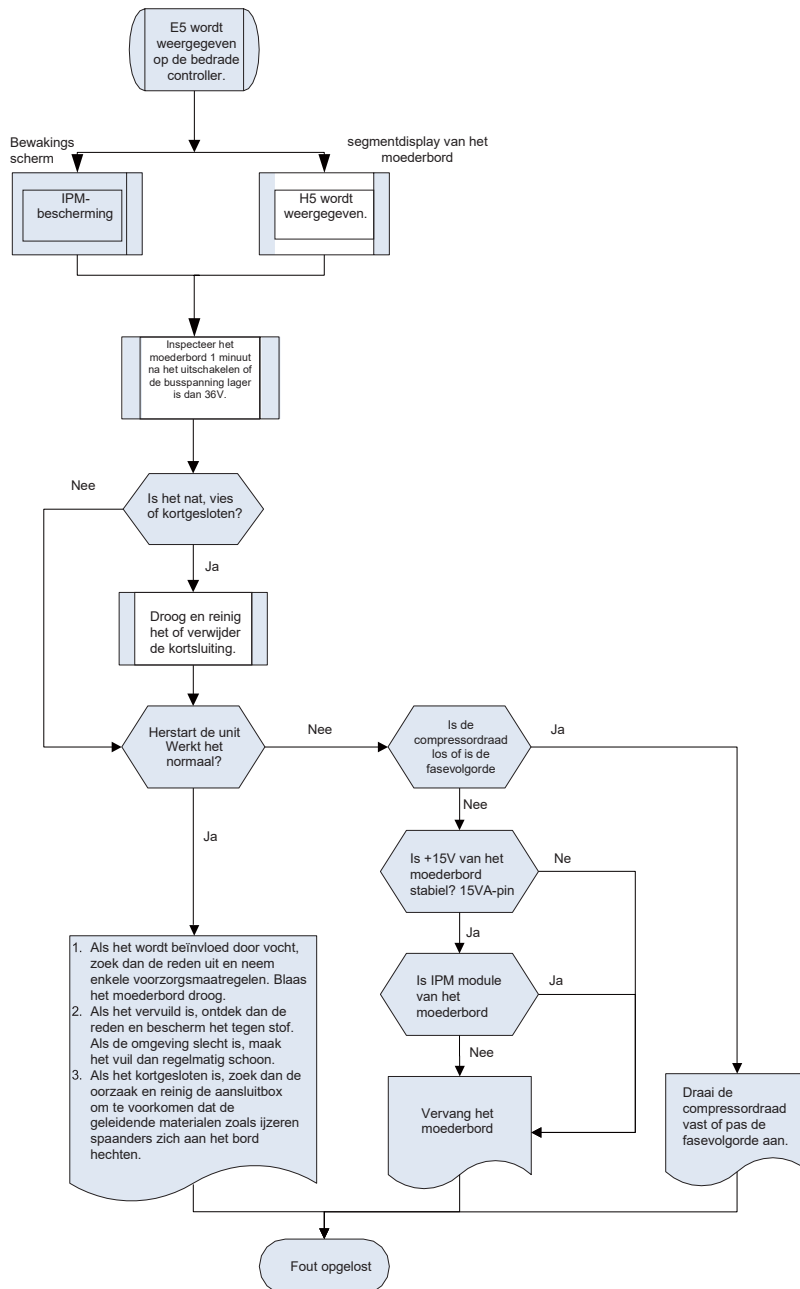 E5 wordt
weergegeven
op de bedrade
controller.
Bewakings
scherm
segmentdisplay van het
moederbord
IPM-
bescherming
H5 wordt
weergegeven.
Inspecteer het
moederbord 1 minuut
na het uitschakelen of
de busspanning lager
is dan 36V.
Nee
Is het nat, vies
of kortgesloten?
Ja
Droog en reinig
het of verwijder
de kortsluiting.
Herstart de unit
Werkt het
normaal?
Nee
Is de
compressordraad
los of is de
fasevolgorde
Ja
Nee
Ja
Is +15V van het
moederbord
stabiel? 15VA-pin
Ne
Ja
Is IPM module
van het
moederbord
Ja
Nee
1. Als het wordt beïnvloed door vocht,
zoek dan de reden uit en neem
enkele voorzorgsmaatregelen. Blaas
het moederbord droog.
2. Als het vervuild is, ontdek dan de
reden en bescherm het tegen stof.
Als de omgeving slecht is, maak
het vuil dan regelmatig schoon.
3. Als het kortgesloten is, zoek dan de
oorzaak en reinig de aansluitbox
om te voorkomen dat de
geleidende materialen zoals ijzeren
spaanders zich aan het bord
hechten.
Vervang het
moederbord
Draai de
compressordraad
vast of pas de
fasevolgorde aan.
Fout opgelost